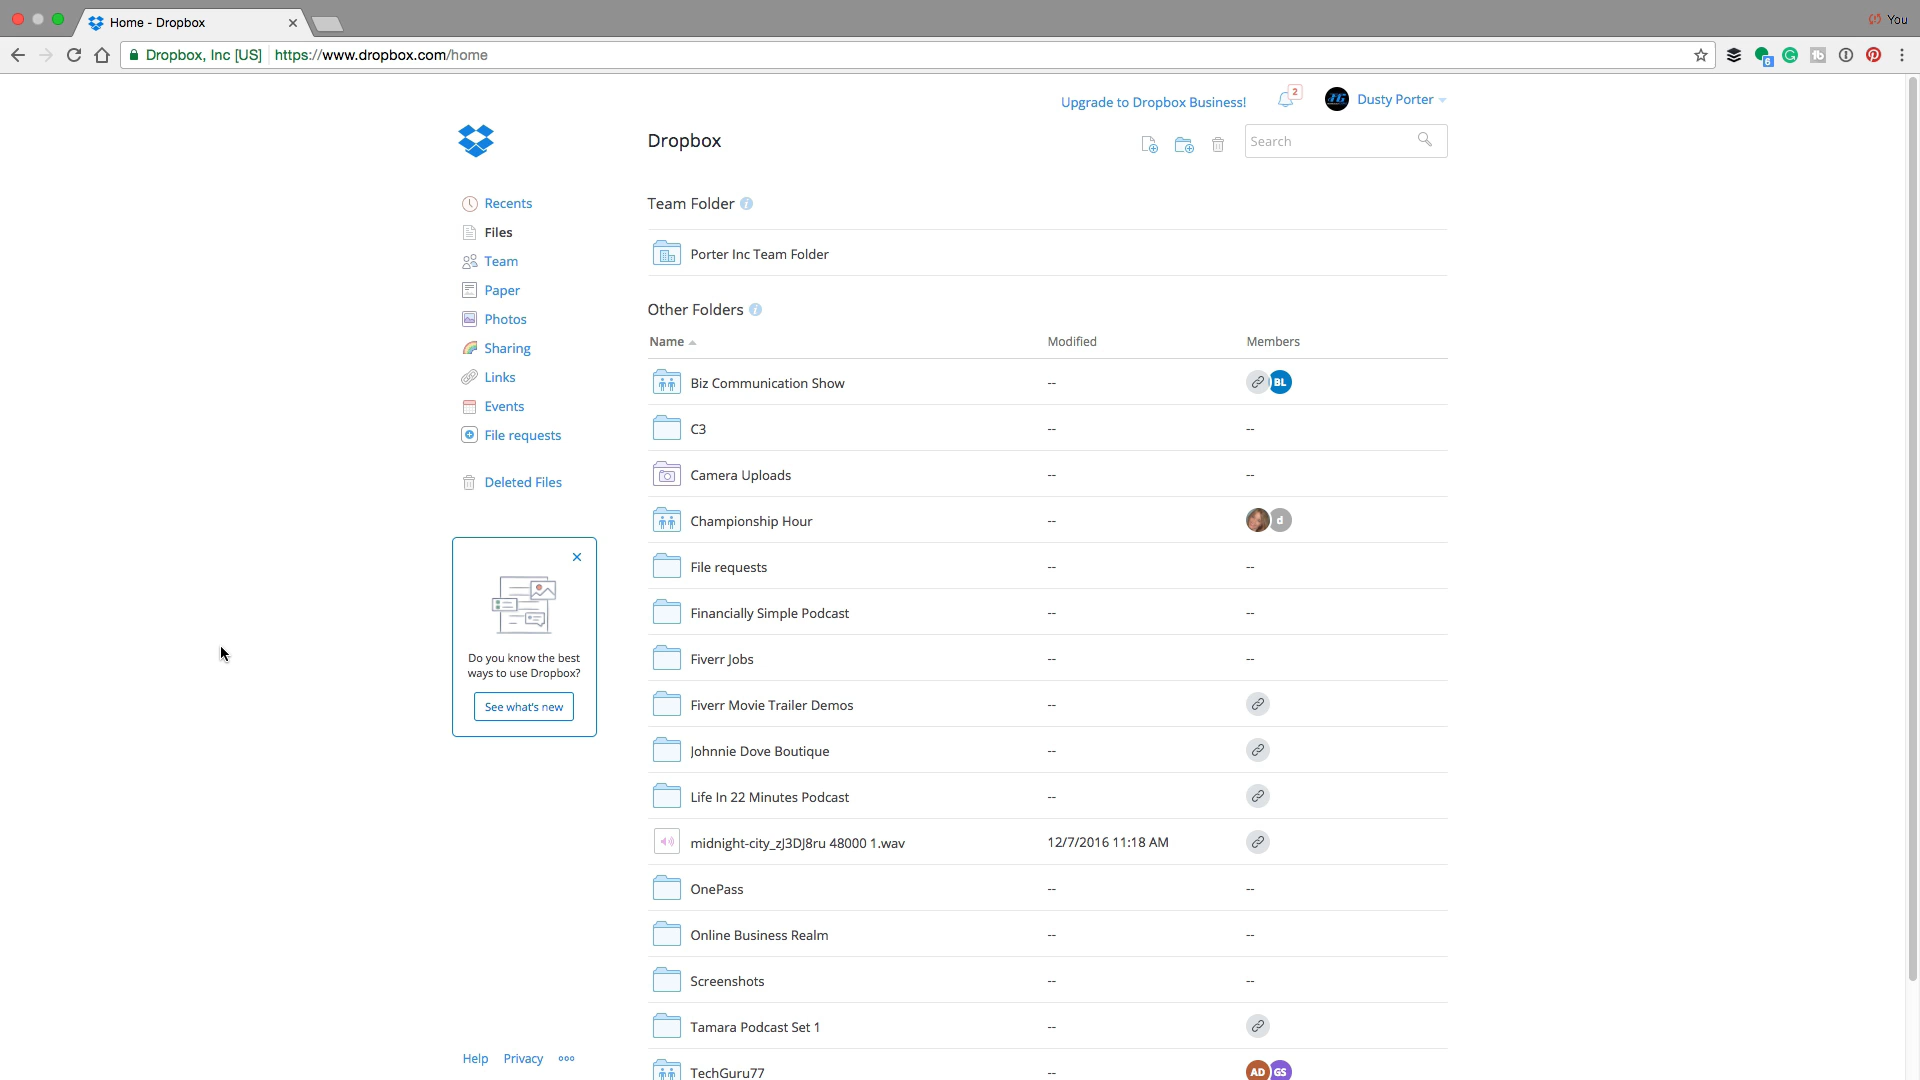 Home - Dropbox
You
Dropbox, Inc [US] https://www.dropbox.com/home
6
Upgrade to Dropbox Business!
2
Dusty Porter
Dropbox
Search
Recents
Files
Team
Paper
Photos
Sharing
Links
Events
File requests
Deleted Files
Do you know the best
ways to use Dropbox?
See what's new
Help Privacy
Team Folder
Porter Inc Team Folder
Other Folders
Name Modified Members
Biz Communication Show -- BL
C3 -- --
Camera Uploads -- --
Championship Hour -- d
File requests -- --
Financially Simple Podcast -- --
Fiverr Jobs -- --
Fiverr Movie Trailer Demos --
Johnnie Dove Boutique --
Life In 22 Minutes Podcast --
midnight-city_zJ3DJ8ru 48000 1.wav 12/7/2016 11:18 AM
OnePass -- --
Online Business Realm -- --
Screenshots -- --
Tamara Podcast Set 1 --
TechGuru77 -- AD GS